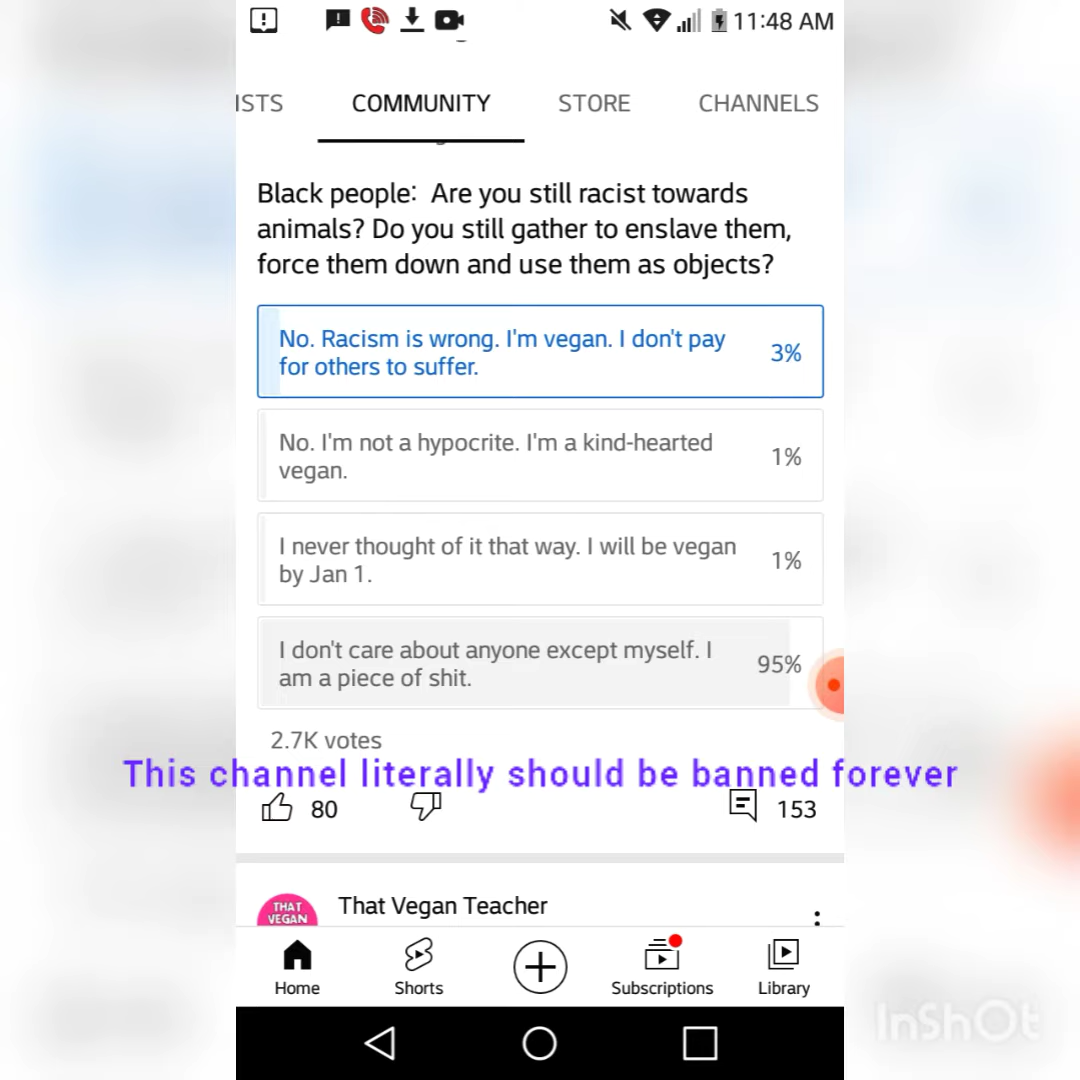 11:48 AM
ISTS COMMUNITY STORE CHANNELS
Black people: Are you still racist towards
animals? Do you still gather to enslave them,
force them down and use them as objects?
No. Racism is wrong. I'm vegan. I don't pay
for others to suffer.
3%
No. I'm not a hypocrite. I'm a kind-hearted
vegan.
1%
I never thought of it that way. I will be vegan
by Jan 1.
1%
I don't care about anyone except myself. I
am a piece of shit.
95%
2.7K votes
This channel literally should be banned forever
80 153
THAT
VEGAN
That Vegan Teacher
Home Shorts Subscriptions Library
InShOt